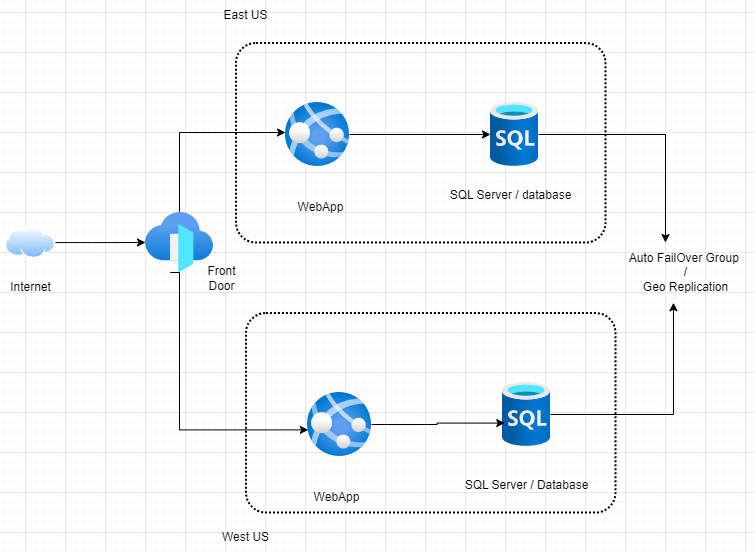 East US
SQL
WebApp
SQL Server / database
Internet
Front
Door
Auto FailOver Group
/
Geo Replication
SQL
WebApp
SQL Server / Database
West US